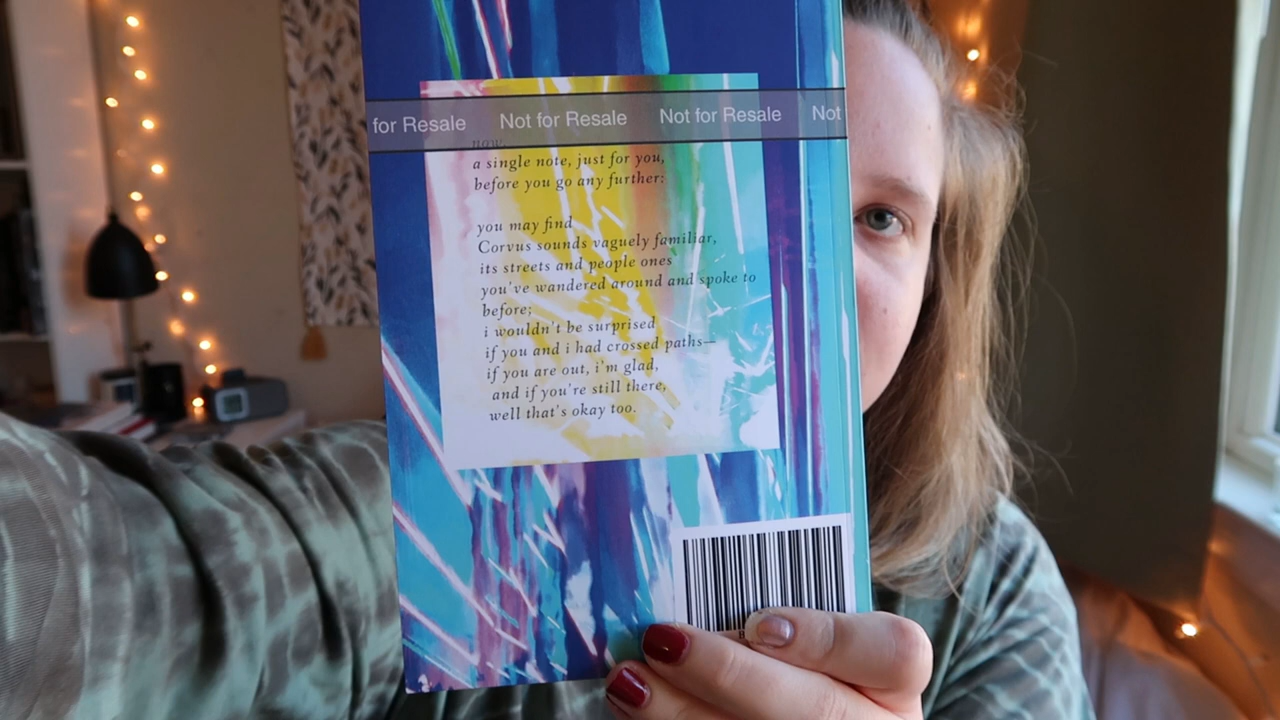 for Resale Not for Resale Not for Resale Not
now,
a single note, just for you,
before you go any further:
you may find
Corvus sounds vaguely familiar,
its streets and people ones
you've wandered around and spoke to
before;
i wouldn't be surprised
if you and i had crossed paths—
if you are out, i'm glad,
and if you're still there,
well that's okay too.